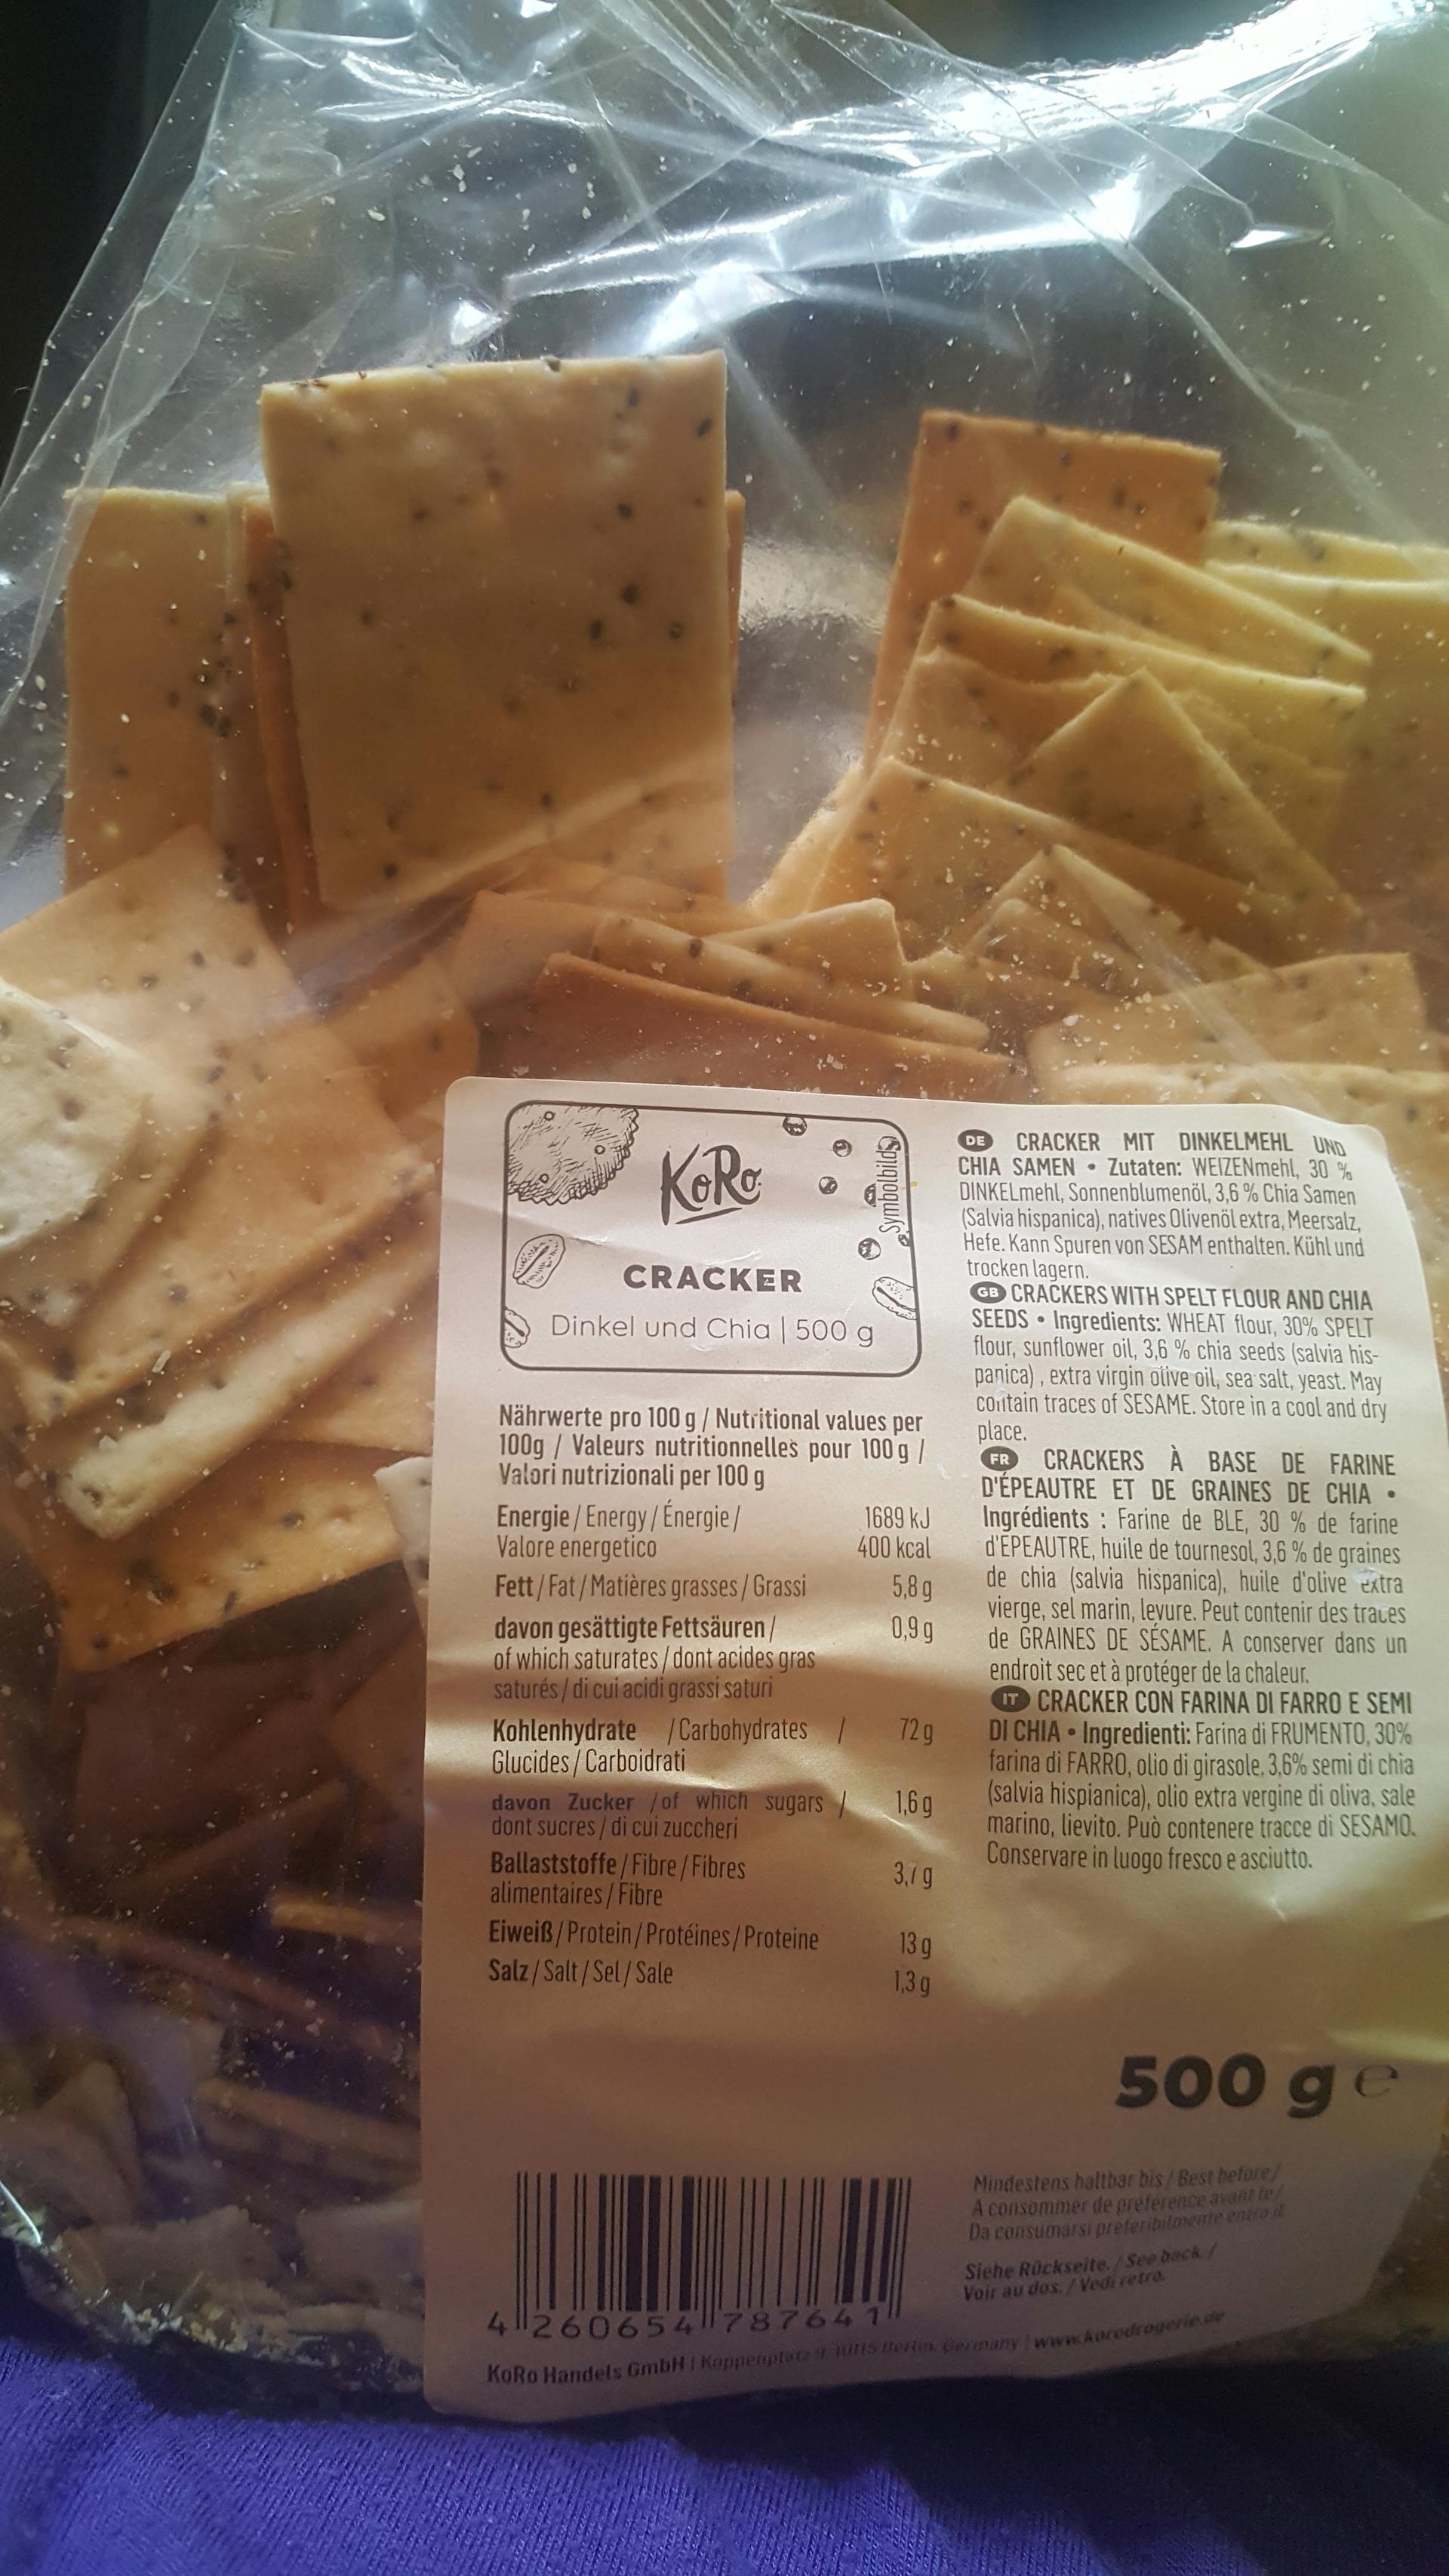 KoRo
Symbolbild
CRACKER
Dinkel und Chia | 500 g
Nährwerte pro 100 g / Nutritional values per
100g / Valeurs nutritionnelles pour 100 g /
Valori nutrizionali per 100 g
Energie / Energy / Énergie / 1689 kJ
Valore energetico 400 kcal
Fett / Fat / Matières grasses / Grassi 5,8 g
davon gesättigte Fettsäuren / 0,9 g
of which saturates / dont acides gras
saturés / di cui acidi grassi saturi
Kohlenhydrate / Carbohydrates / 72 g
Glucides / Carboidrati
davon Zucker / of which sugars / 1,6 g
dont sucres / di cui zuccheri
Ballaststoffe / Fibre / Fibres 3,7 g
alimentaires / Fibre
Eiweiß / Protein / Protéines / Proteine 13 g
Salz / Salt / Sel / Sale 1,3 g
DE CRACKER MIT DINKELMEHL UND
CHIA SAMEN • Zutaten: WEIZENmehl, 30 %
DINKELmehl, Sonnenblumenöl, 3,6 % Chia Samen
(Salvia hispanica), natives Olivenöl extra, Meersalz,
Hefe. Kann Spuren von SESAM enthalten. Kühl und
trocken lagern.
GB CRACKERS WITH SPELT FLOUR AND CHIA
SEEDS • Ingredients: WHEAT flour, 30% SPELT
flour, sunflower oil, 3,6 % chia seeds (salvia his-
panica) , extra virgin olive oil, sea salt, yeast. May
contain traces of SESAME. Store in a cool and dry
place.
FR CRACKERS À BASE DE FARINE
D'ÉPEAUTRE ET DE GRAINES DE CHIA •
Ingrédients : Farine de BLE, 30 % de farine
d'EPEAUTRE, huile de tournesol, 3,6 % de graines
de chia (salvia hispanica), huile d'olive extra
vierge, sel marin, levure. Peut contenir des traces
de GRAINES DE SÉSAME. A conserver dans un
endroit sec et à protéger de la chaleur.
IT CRACKER CON FARINA DI FARRO E SEMI
DI CHIA • Ingredienti: Farina di FRUMENTO, 30%
farina di FARRO, olio di girasole, 3,6% semi di chia
(salvia hispianica), olio extra vergine di oliva, sale
marino, lievito. Può contenere tracce di SESAMO.
Conservare in luogo fresco e asciutto.
500 g e
Mindestens haltbar bis / Best before /
A consommer de préférence avant le /
Da consumarsi preferibilmente entro il
Siehe Rückseite. / See back. /
Voir au dos. / Vedi retro.
4 260654 787641
KoRo Handels GmbH | Koppenplatz 9, 10115 Berlin, Germany | www.korodrogerie.de